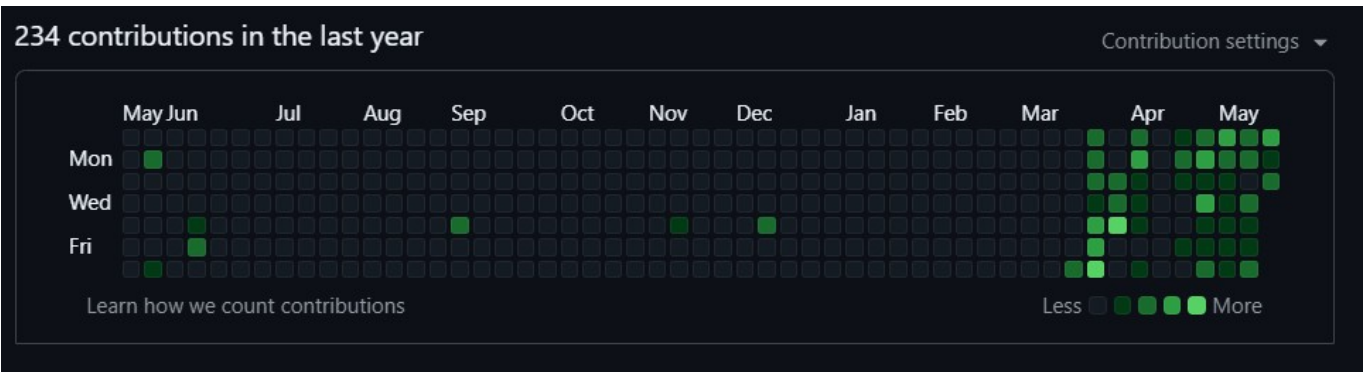 234 contributions in the last year
Contribution settings
May Jun Jul Aug Sep Oct Nov Dec Jan Feb Mar Apr May
Mon
Wed
Fri
Learn how we count contributions
Less More